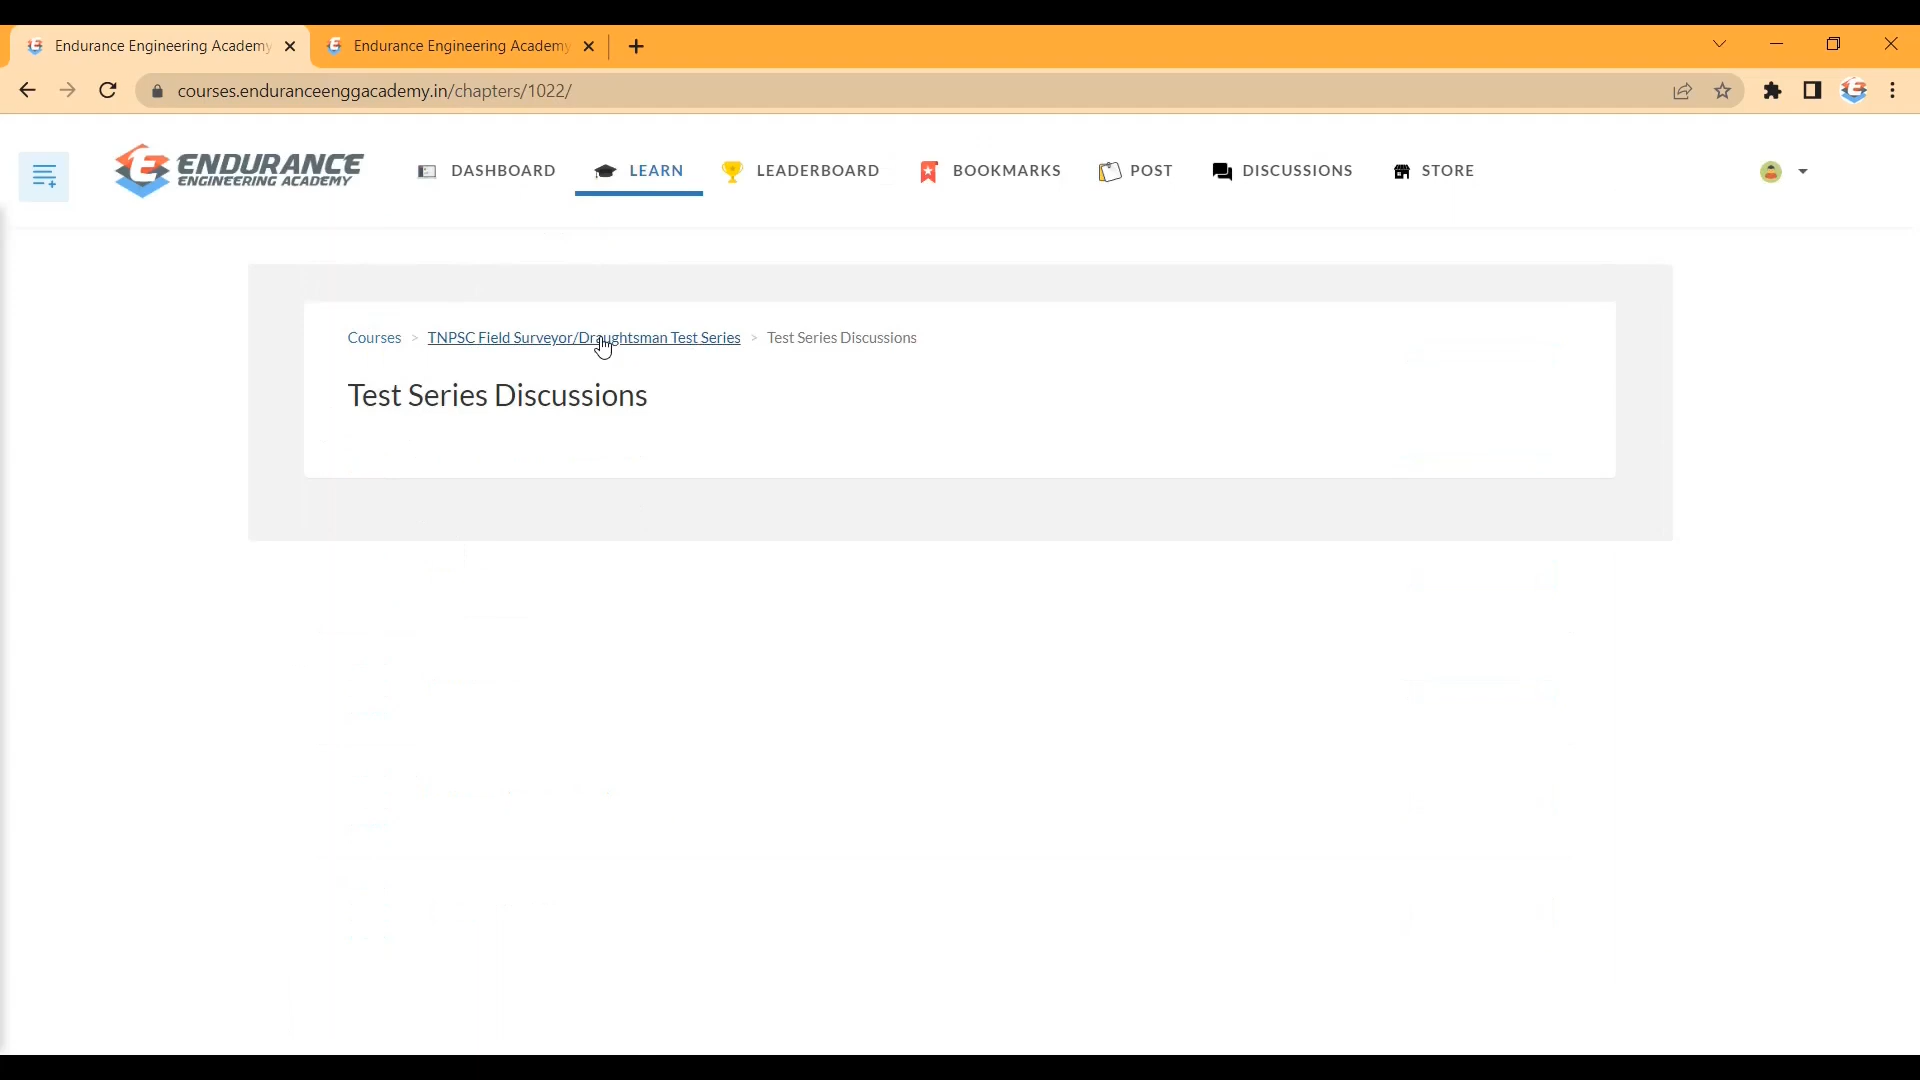 Endurance Engineering Academy
Endurance Engineering Academy
courses.enduranceenggacademy.in/chapters/1022/
ENDURANCE
ENGINEERING ACADEMY
DASHBOARD
LEARN
LEADERBOARD
BOOKMARKS
POST
DISCUSSIONS
STORE
Courses > TNPSC Field Surveyor/Draughtsman Test Series > Test Series Discussions
Test Series Discussions